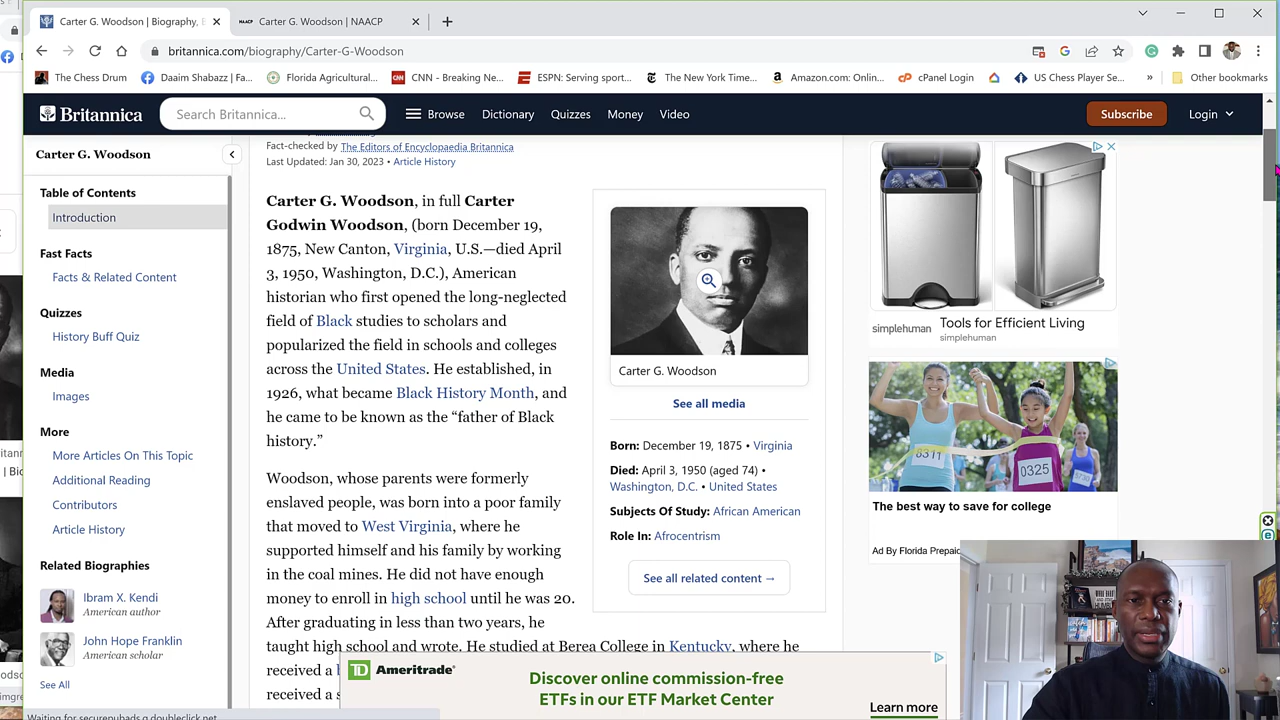 Carter G. Woodson | Biography, E
NAACP
Carter G. Woodson | NAACP
britannica.com/biography/Carter-G-Woodson
The Chess Drum
Daaim Shabazz | Fa...
Florida Agricultural...
CNN - Breaking Ne...
ESPN: Serving sport...
The New York Time...
Amazon.com: Onlin...
cPanel Login
US Chess Player Se...
»
Other bookmarks
Britannica
Search Britannica...
Browse
Dictionary
Quizzes
Money
Video
Subscribe
Login
Carter G. Woodson
Table of Contents
Introduction
Fast Facts
Facts & Related Content
Quizzes
History Buff Quiz
Media
Images
More
More Articles On This Topic
Additional Reading
Contributors
Article History
Related Biographies
Ibram X. Kendi
American author
John Hope Franklin
American scholar
See All
Fact-checked by The Editors of Encyclopaedia Britannica
Last Updated: Jan 30, 2023 • Article History
Carter G. Woodson, in full Carter
Godwin Woodson, (born December 19,
1875, New Canton, Virginia, U.S.—died April
3, 1950, Washington, D.C.), American
historian who first opened the long-neglected
field of Black studies to scholars and
popularized the field in schools and colleges
across the United States. He established, in
1926, what became Black History Month, and
he came to be known as the “father of Black
history.”
Woodson, whose parents were formerly
enslaved people, was born into a poor family
that moved to West Virginia, where he
supported himself and his family by working
in the coal mines. He did not have enough
money to enroll in high school until he was 20.
After graduating in less than two years, he
taught high school and wrote. He studied at Berea College in Kentucky, where he
received a
received a s
Carter G. Woodson
See all media
Born: December 19, 1875 • Virginia
Died: April 3, 1950 (aged 74) •
Washington, D.C. • United States
Subjects Of Study: African American
Role In: Afrocentrism
See all related content →
simplehuman
Tools for Efficient Living
simplehuman
0311
0325
The best way to save for college
Ad By Florida Prepaid
TD Ameritrade
Discover online commission-free
ETFs in our ETF Market Center
Learn more
Waiting for securepubads.g.doubleclick.net...